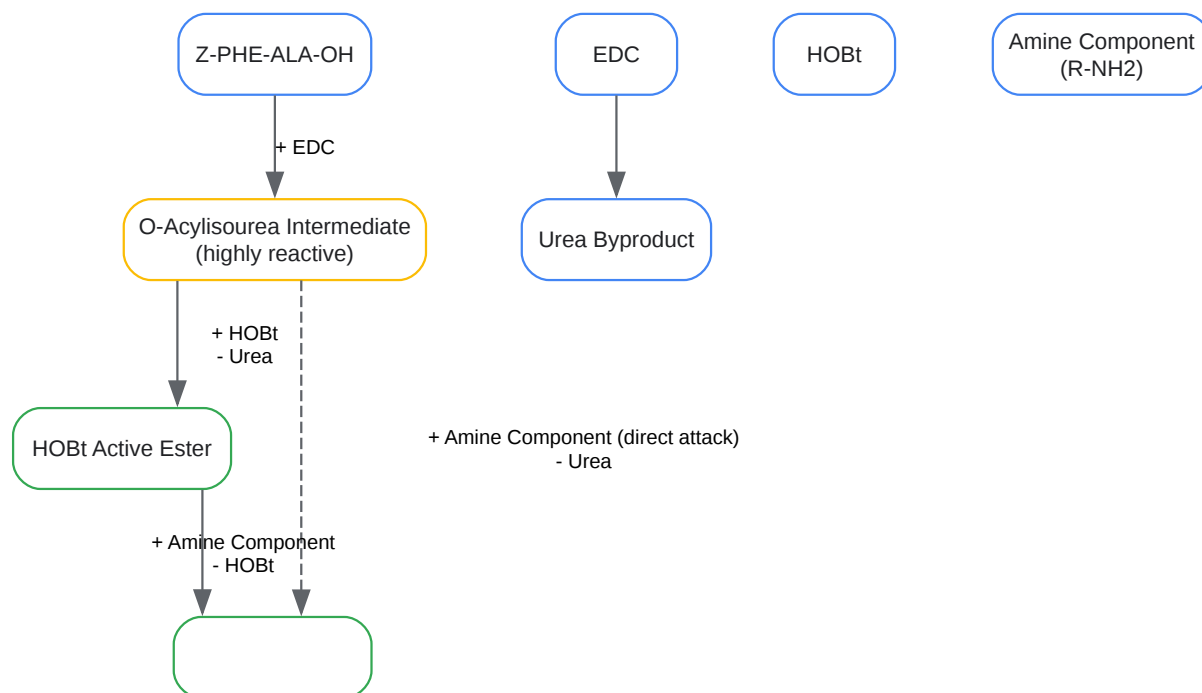 Z-PHE-ALA-OH
EDC
HOBt
Amine Component
(R-NH2)
+ EDC
O-Acylisourea Intermediate
(highly reactive)
Urea Byproduct
+ HOBt
- Urea
HOBt Active Ester
+ Amine Component (direct attack)
- Urea
+ Amine Component
- HOBt